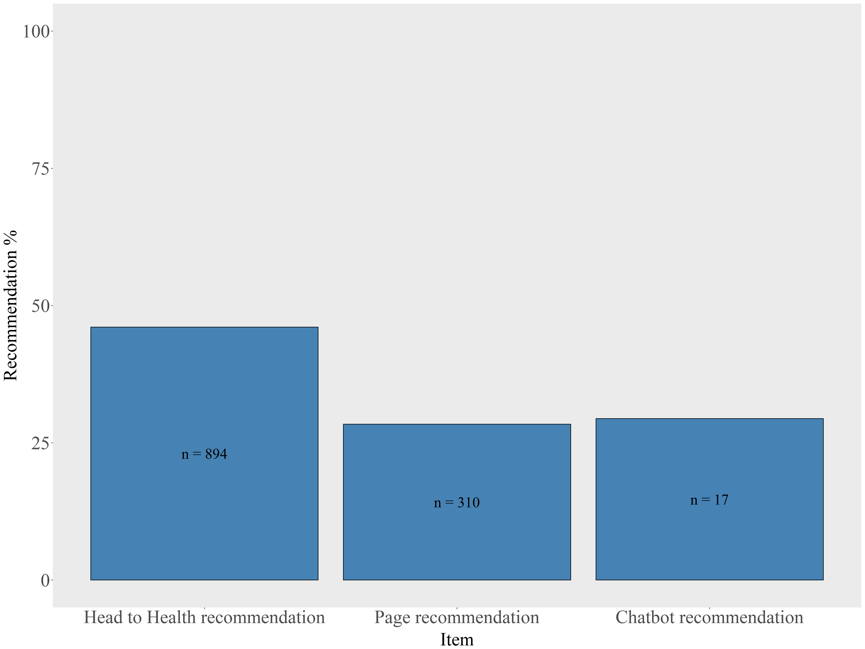 100
75
50
25
0
Recommendation %
n = 894
n = 310
n = 17
Head to Health recommendation
Page recommendation
Chatbot recommendation
Item